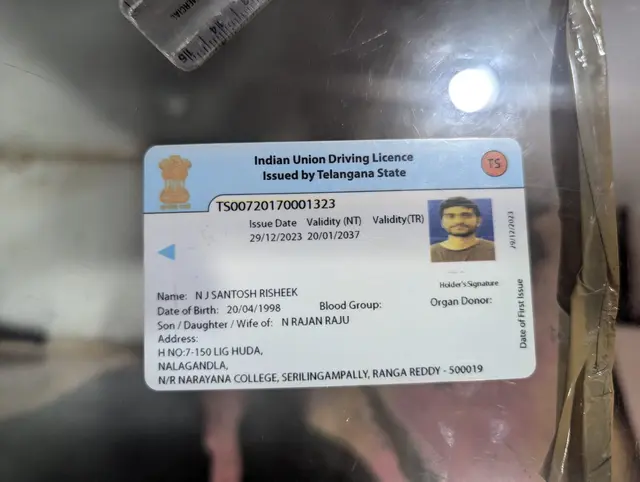 Indian Union Driving Licence
Issued by Telangana State
TS
TS00720170001323
Issue Date Validity (NT) Validity(TR)
29/12/2023 20/01/2037
29/12/2023
Holder's Signature
Name: N J SANTOSH RISHEEK
Date of Birth: 20/04/1998 Blood Group: Organ Donor:
Son / Daughter / Wife of: N RAJAN RAJU
Date of First Issue
Address:
H NO:7-150 LIG HUDA,
NALAGANDLA,
N/R NARAYANA COLLEGE, SERILINGAMPALLY, RANGA REDDY - 500019